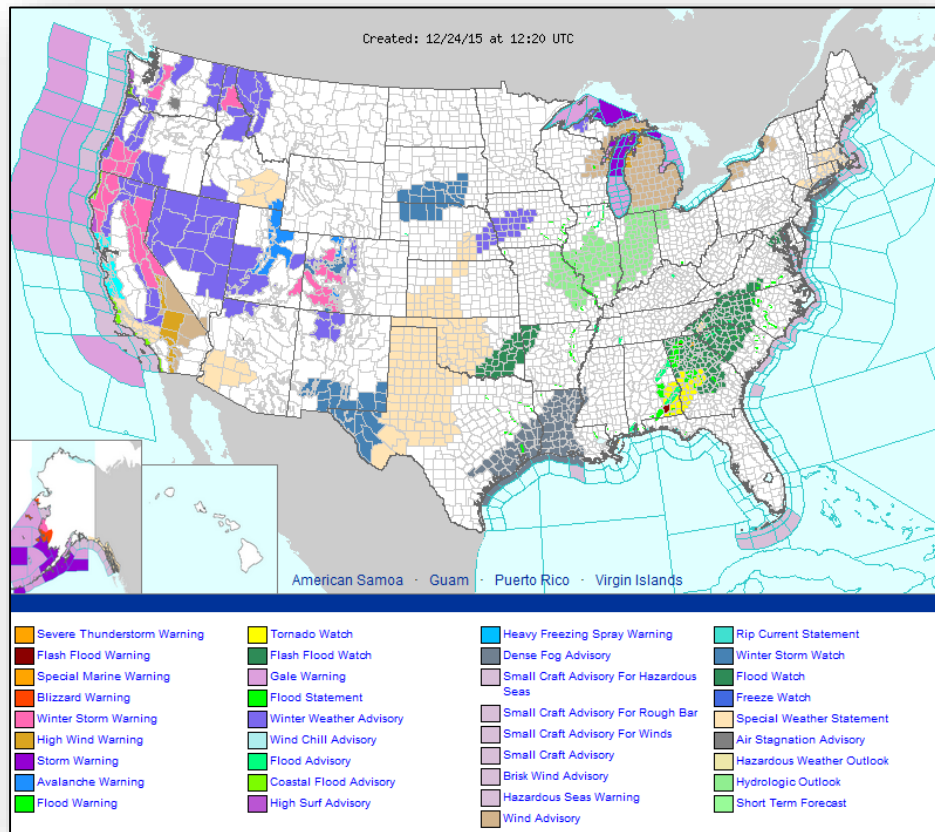 Created: 12/24/15 at 12:20 UTC
American Samoa · Guam · Puerto Rico · Virgin Islands
Severe Thunderstorm Warning
Flash Flood Warning
Special Marine Warning
Blizzard Warning
Winter Storm Warning
High Wind Warning
Storm Warning
Avalanche Warning
Flood Warning
Tornado Watch
Flash Flood Watch
Gale Warning
Flood Statement
Winter Weather Advisory
Wind Chill Advisory
Flood Advisory
Coastal Flood Advisory
High Surf Advisory
Heavy Freezing Spray Warning
Dense Fog Advisory
Small Craft Advisory For Hazardous
Seas
Small Craft Advisory For Rough Bar
Small Craft Advisory For Winds
Small Craft Advisory
Brisk Wind Advisory
Hazardous Seas Warning
Wind Advisory
Rip Current Statement
Winter Storm Watch
Flood Watch
Freeze Watch
Special Weather Statement
Air Stagnation Advisory
Hazardous Weather Outlook
Hydrologic Outlook
Short Term Forecast